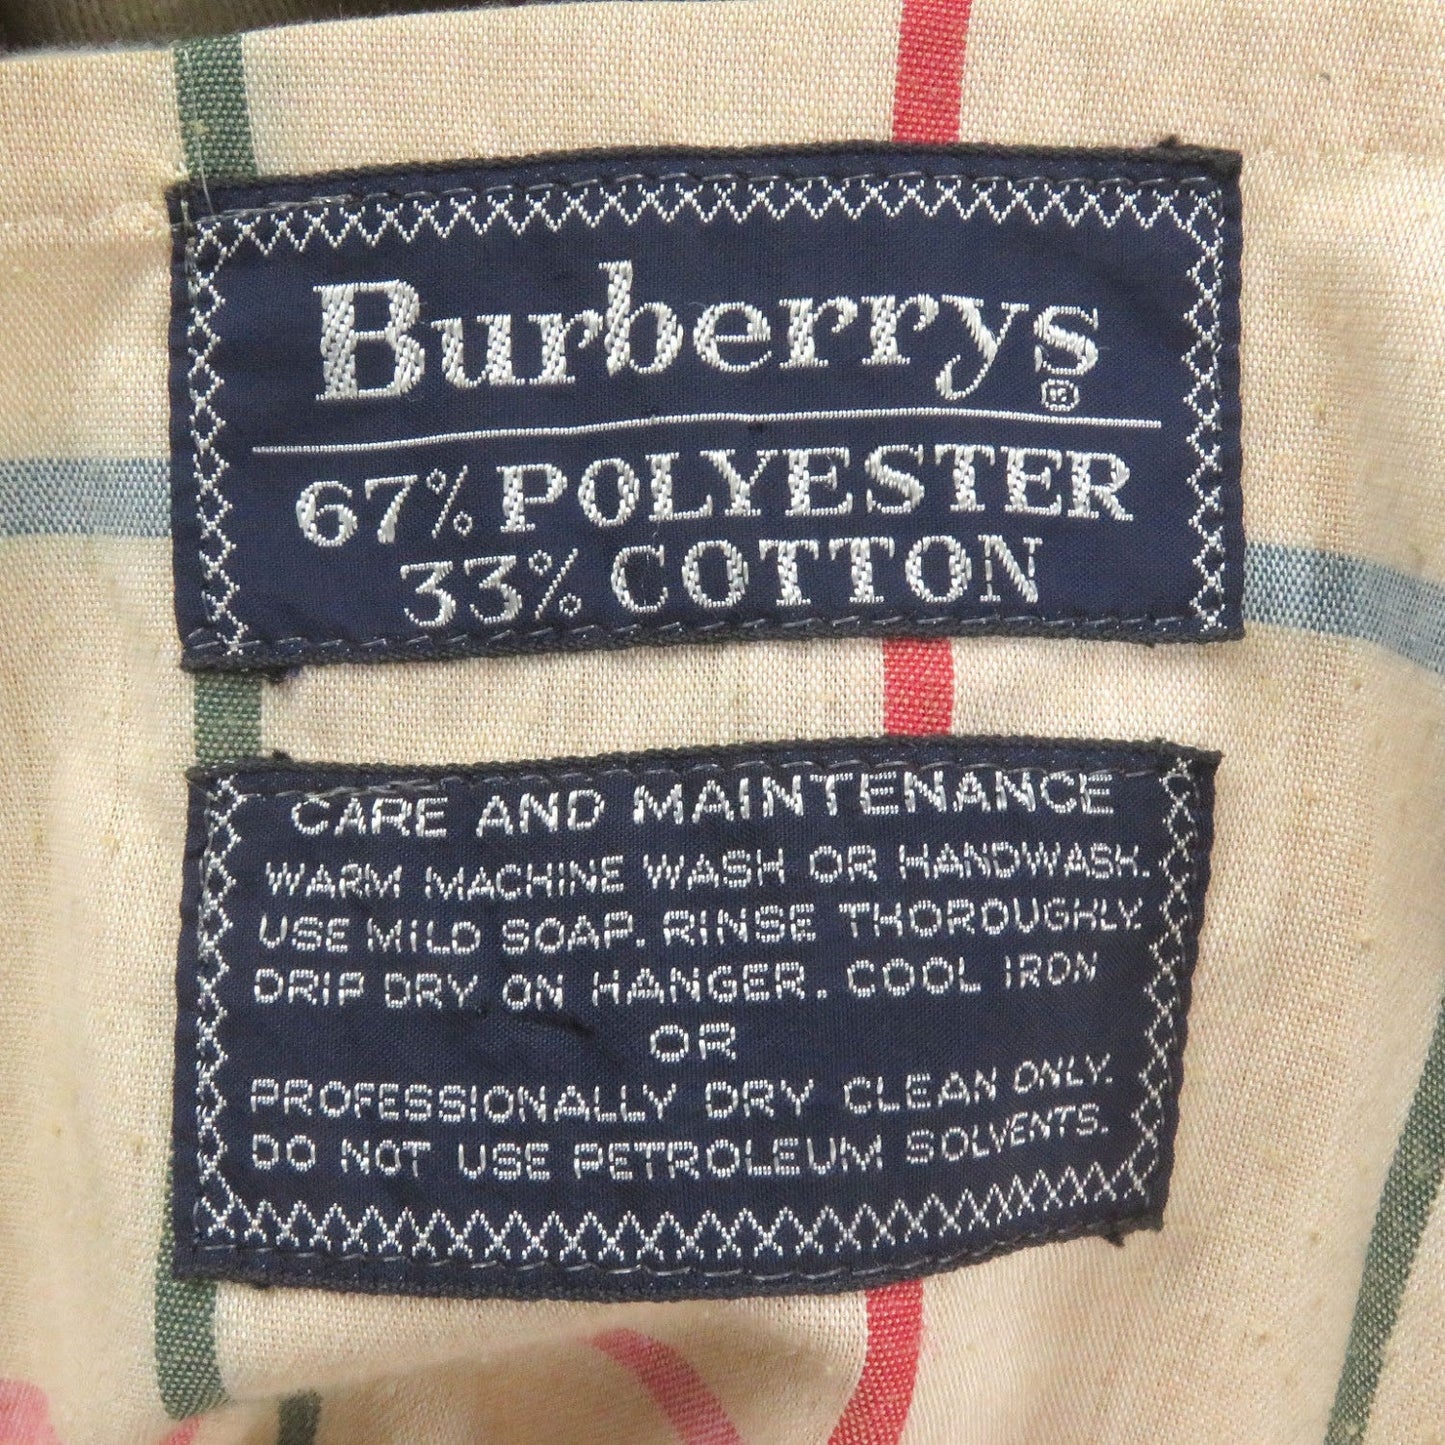 Burberrys®
67% POLYESTER
33% COTTON
CARE AND MAINTENANCE
WARM MACHINE WASH OR HANDWASH.
USE MILD SOAP. RINSE THOROUGHLY.
DRIP DRY ON HANGER. COOL IRON
OR
PROFESSIONALLY DRY CLEAN ONLY.
DO NOT USE PETROLEUM SOLVENTS.